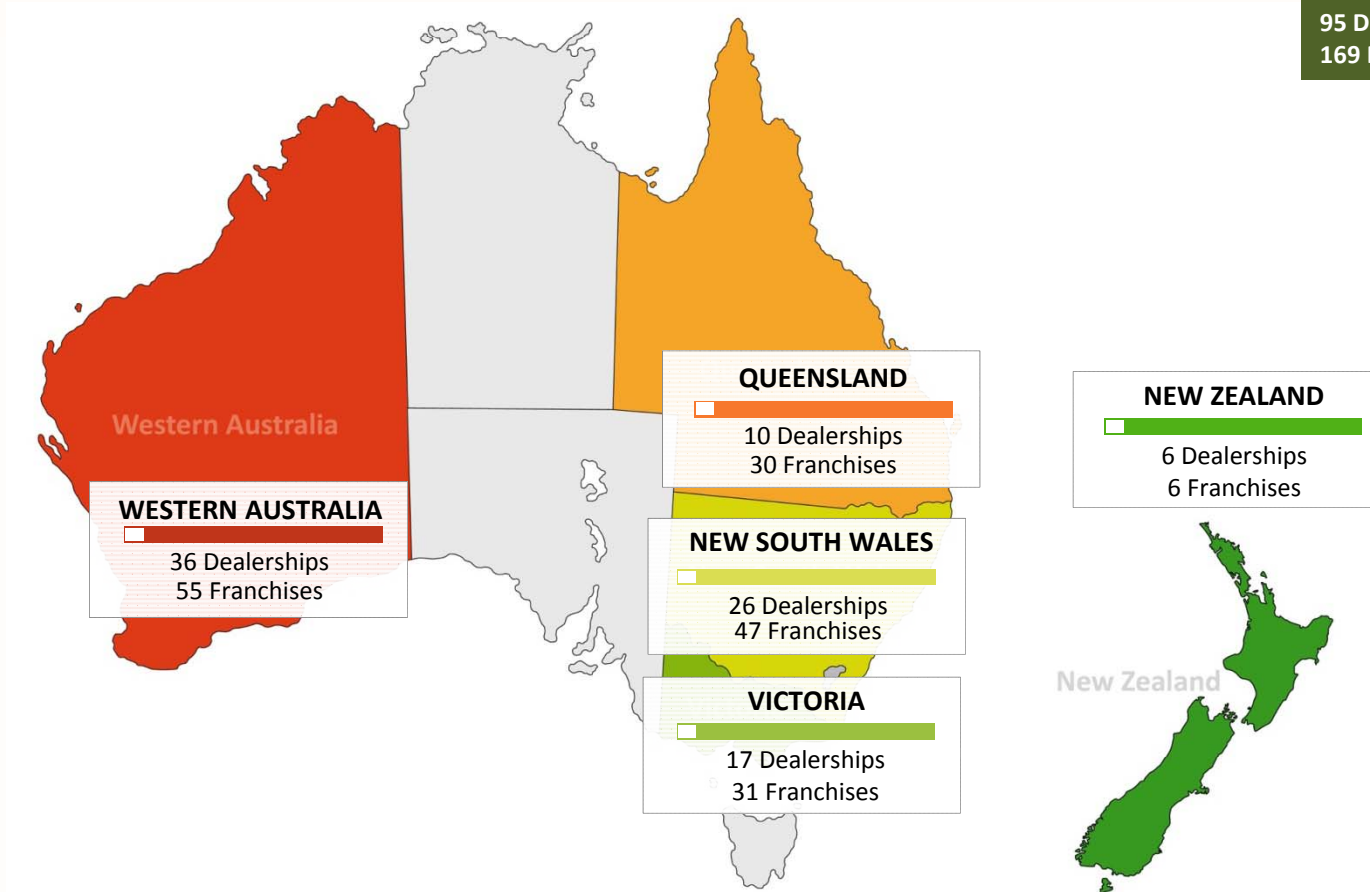 95 D
169
Western Australia
QUEENSLAND
10 Dealerships
30 Franchises
NEW ZEALAND
6 Dealerships
6 Franchises
WESTERN AUSTRALIA
36 Dealerships
55 Franchises
NEW SOUTH WALES
26 Dealerships
47 Franchises
New Zealand
VICTORIA
17 Dealerships
31 Franchises